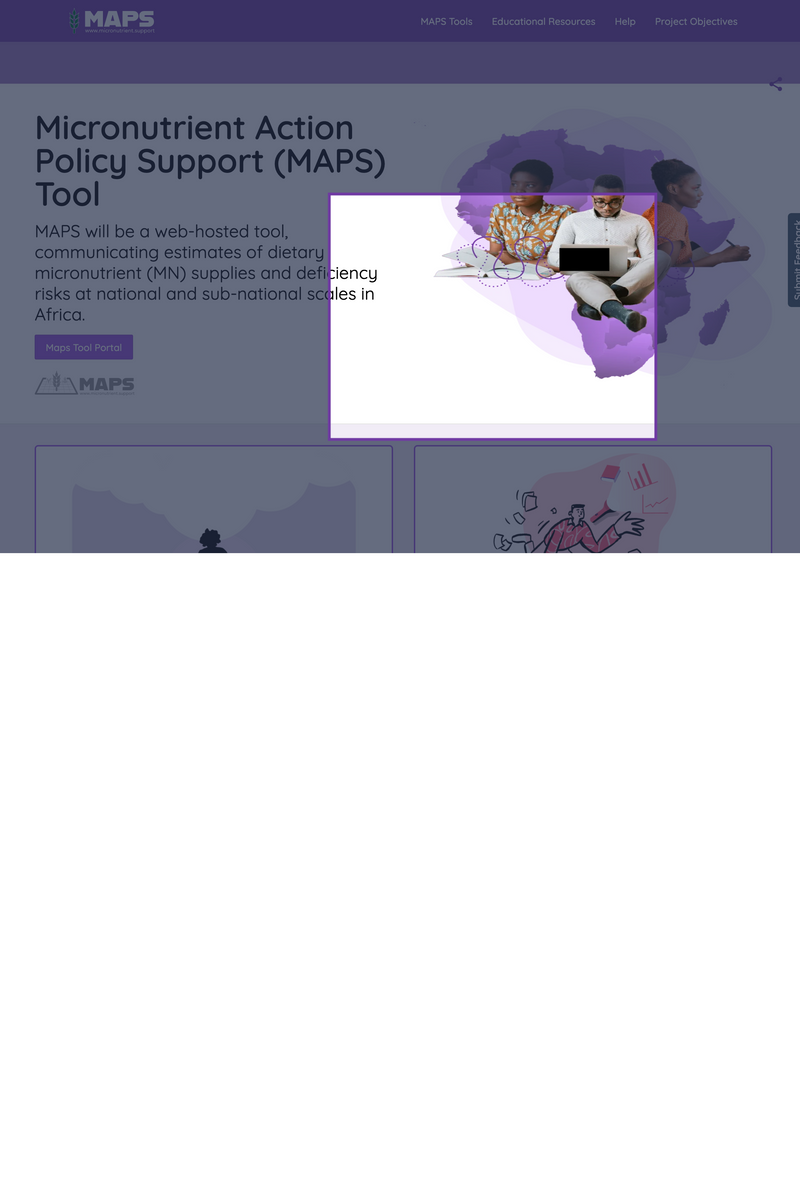 MAPS
www.micronutrient.support
MAPS Tools
Educational Resources
Help
Project Objectives
Micronutrient Action
Policy Support (MAPS)
Tool
MAPS will be a web-hosted tool,
communicating estimates of dietary
micronutrient (MN) supplies and deficiency
risks at national and sub-national scales in
Africa.
Maps Tool Portal
MAPS
Submit Feedback